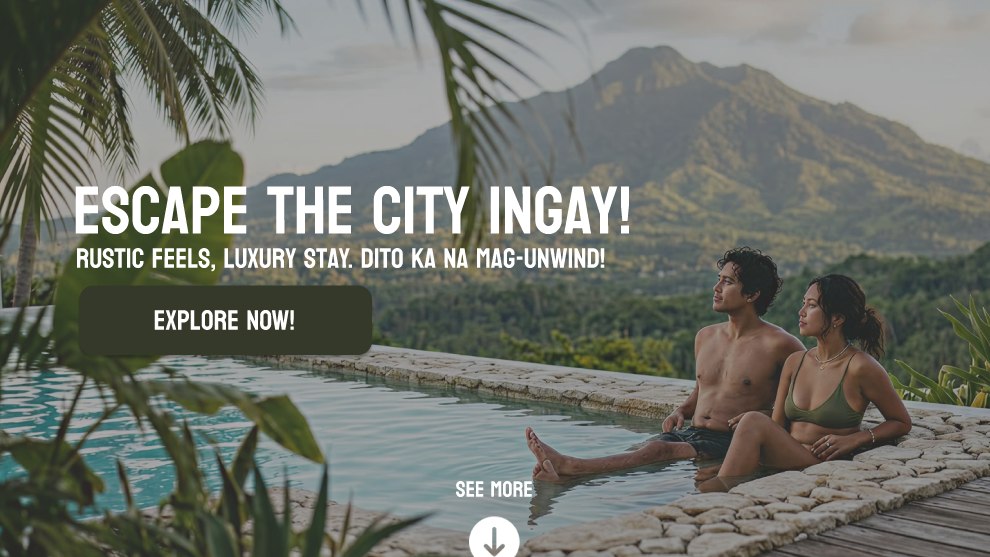 ESCAPE THE CITY INGAY!
RUSTIC FEELS, LUXURY STAY. DITO KA NA MAG-UNWIND!
EXPLORE NOW!
SEE MORE